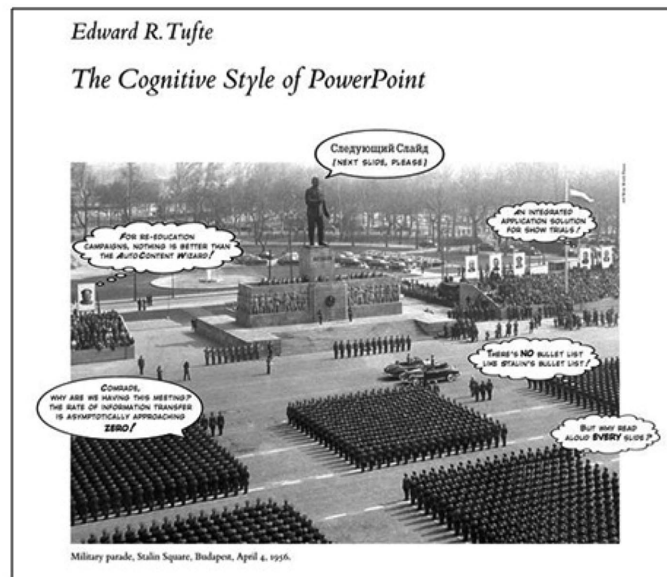 Edward R. Tufte
The Cognitive Style of PowerPoint
Следующий Слайд
[NEXT SLIDE, PLEASE]
FOR RE-EDUCATION
CAMPAIGNS, NOTHING IS BETTER THAN
THE AUTOCONTENT WIZARD!
AN INTEGRATED
APPLICATION SOLUTION
FOR SHOW TRIALS!
THERE'S NO BULLET LIST
LIKE STALIN'S BULLET LIST!
COMRADE,
WHY ARE WE HAVING THIS MEETING?
THE RATE OF INFORMATION TRANSFER
IS ASYMPTOTICALLY APPROACHING
ZERO!
BUT WHY READ
ALOUD EVERY SLIDE?
Military parade, Stalin Square, Budapest, April 4, 1956.